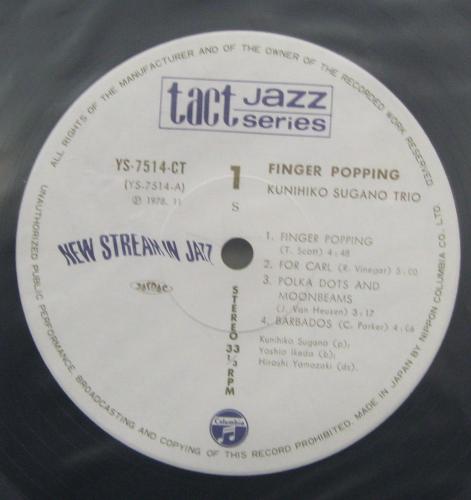 ALL RIGHTS OF THE MANUFACTURER AND OF THE OWNER OF THE RECORDED WORK RESERVED
tact Jazz series
YS-7514-CT
(YS-7514-A)
Ⓟ 1978. 11
1
S
FINGER POPPING
KUNIHIKO SUGANO TRIO
NEW STREAM IN JAZZ
STEREO 33 1/3 RPM
1. FINGER POPPING
(T. Scott) 4:48
2. FOR CARL (R. Vinegar) 5:00
3. POLKA DOTS AND
MOONBEAMS
(J. Van Heusen) 3:17
4. BARBADOS (C. Parker) 4:06
Kunihiko Sugano (p);
Yoshio Ikeda (b);
Hiroshi Yamazaki (ds).
Columbia
UNAUTHORIZED PUBLIC PERFORMANCE, BROADCASTING AND COPYING OF THIS RECORD PROHIBITED. MADE IN JAPAN BY NIPPON COLUMBIA CO., LTD.